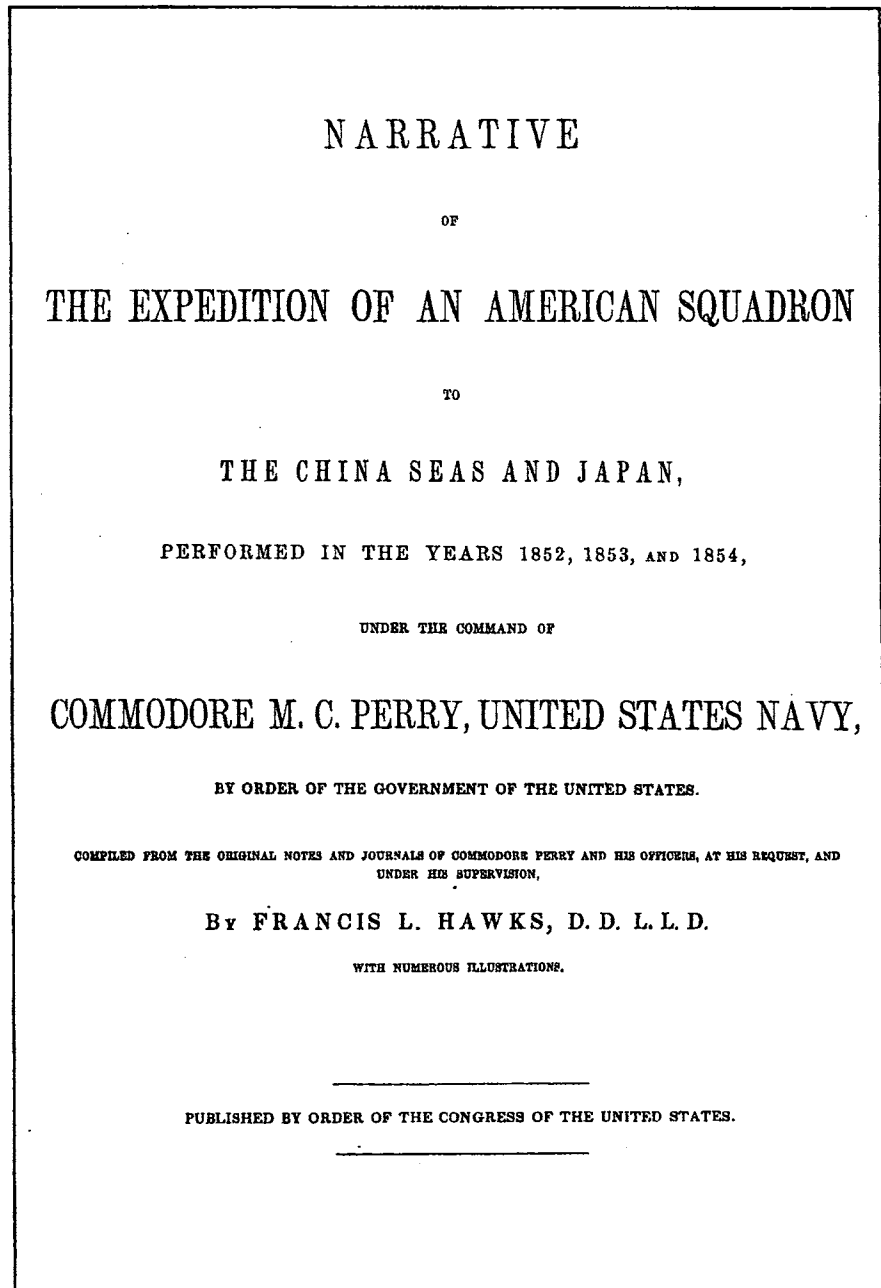 NARRATIVE
OF
THE EXPEDITION OF AN AMERICAN SQUADRON
TO
THE CHINA SEAS AND JAPAN,
PERFORMED IN THE YEARS 1852, 1853, AND 1854,
UNDER THE COMMAND OF
COMMODORE M. C. PERRY, UNITED STATES NAVY,
BY ORDER OF THE GOVERNMENT OF THE UNITED STATES.
COMPILED FROM THE ORIGINAL NOTES AND JOURNALS OF COMMODORE PERRY AND HIS OFFICERS, AT HIS REQUEST, AND
UNDER HIS SUPERVISION,
BY FRANCIS L. HAWKS, D. D. L. L. D.
WITH NUMEROUS ILLUSTRATIONS.
PUBLISHED BY ORDER OF THE CONGRESS OF THE UNITED STATES.